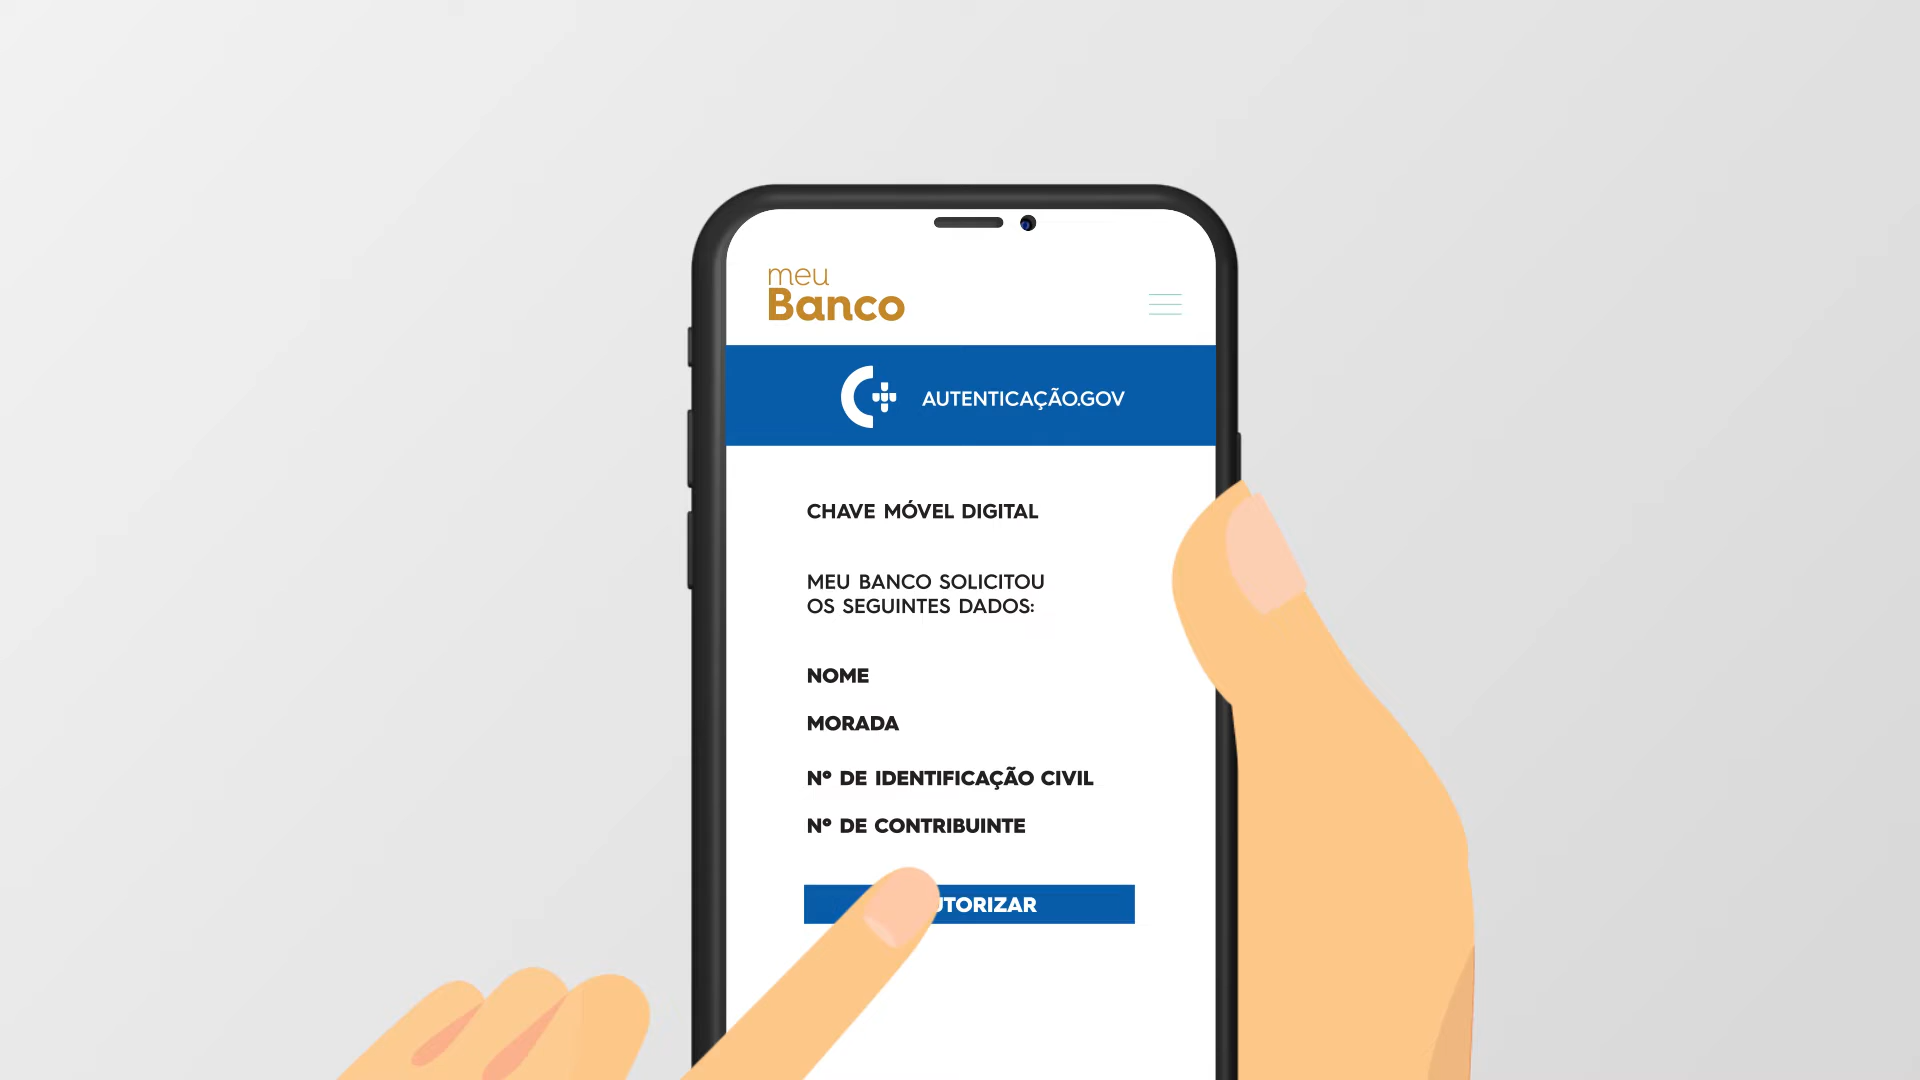 meu
Banco
AUTENTICAÇÃO.GOV
CHAVE MÓVEL DIGITAL
MEU BANCO SOLICITOU
OS SEGUINTES DADOS:
NOME
MORADA
Nº DE IDENTIFICAÇÃO CIVIL
Nº DE CONTRIBUINTE
UTORIZAR